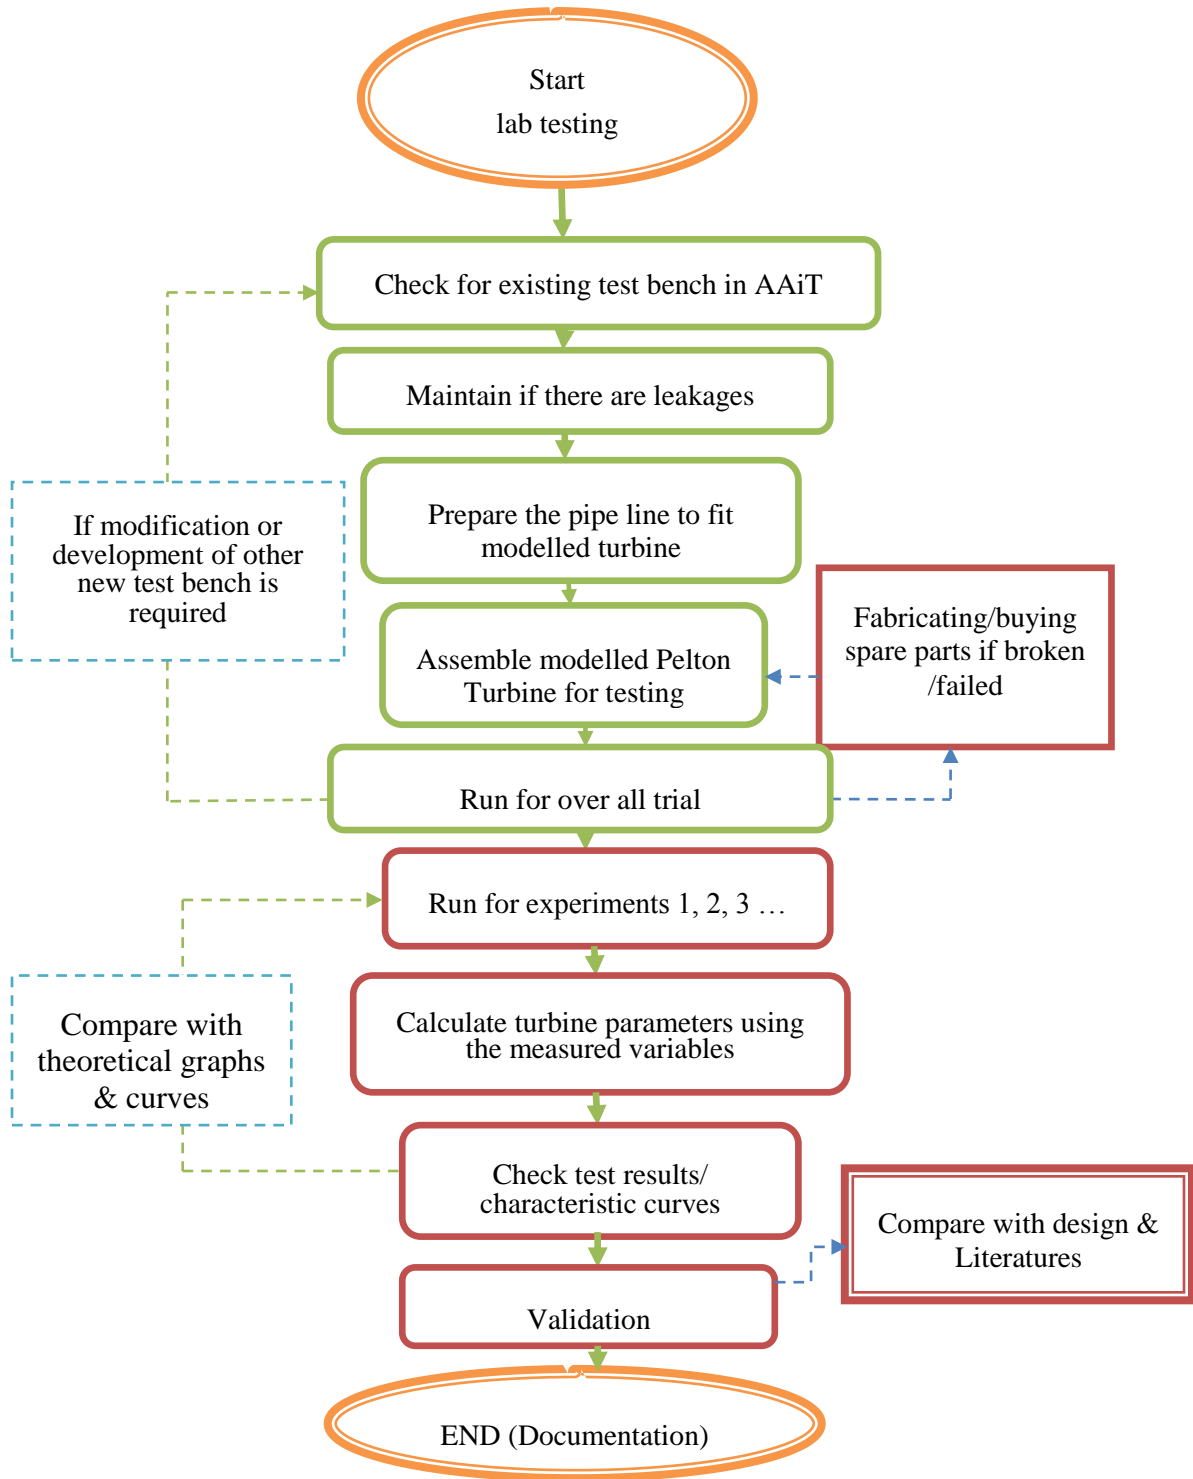 Start
lab testing
Check for existing test bench in AAiT
Maintain if there are leakages
Prepare the pipe line to fit
modelled turbine
If modification or
development of other
new test bench is
required
Fabricating/buying
spare parts if broken
/failed
Assemble modelled Pelton
Turbine for testing
Run for over all trial
Run for experiments 1, 2, 3 …
Compare with
theoretical graphs
& curves
Calculate turbine parameters using
the measured variables
Check test results/
characteristic curves
Compare with design &
Literatures
Validation
END (Documentation)